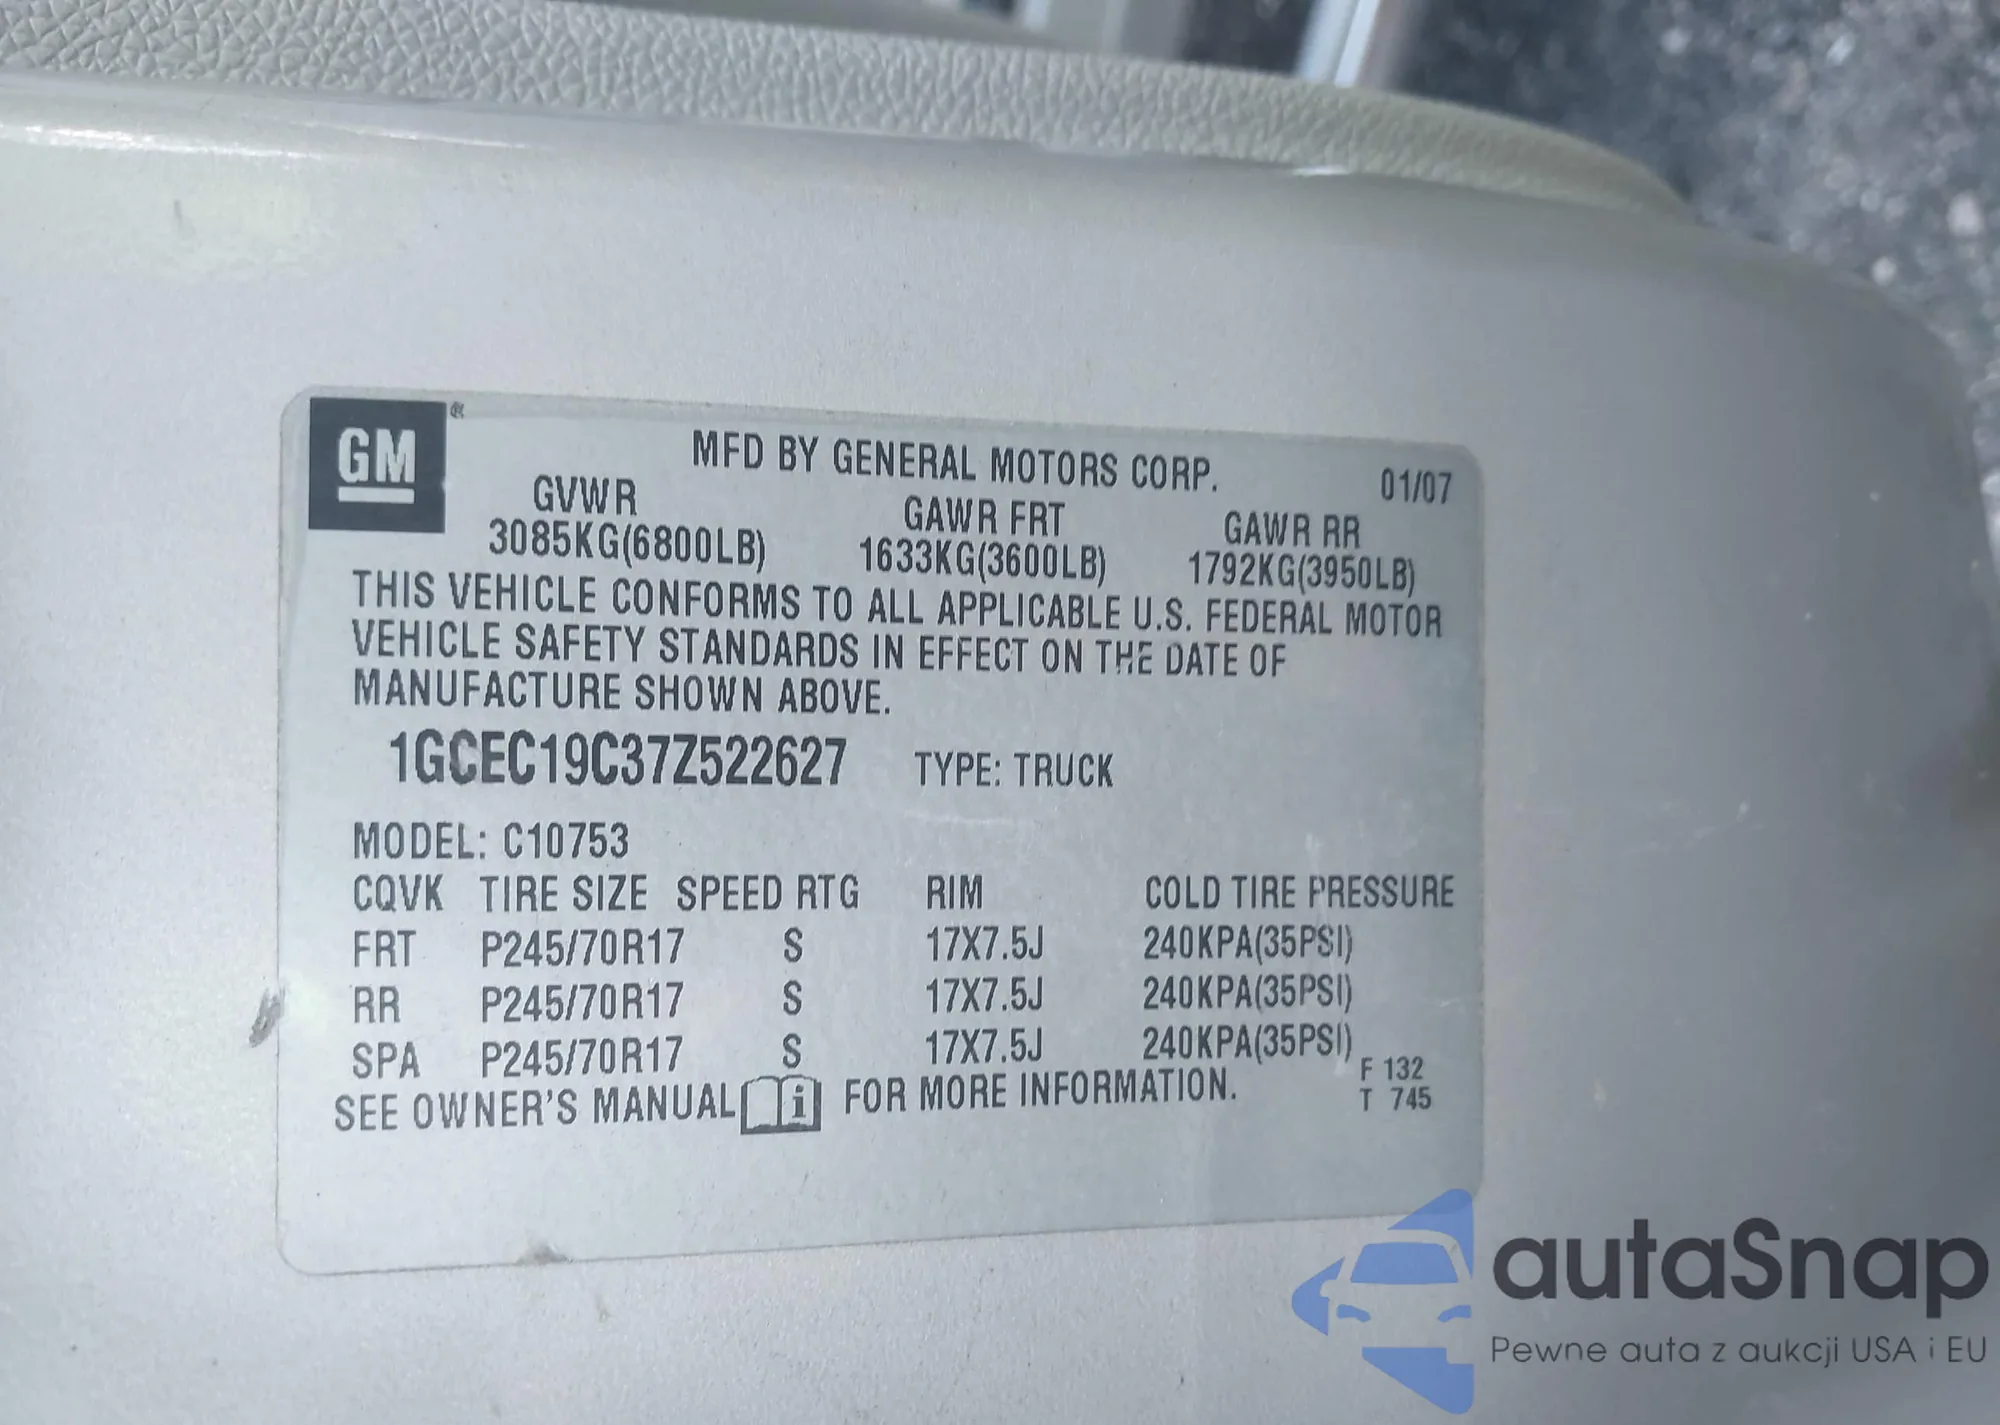 GM ®
MFD BY GENERAL MOTORS CORP. 01/07
GVWR GAWR FRT GAWR RR
3085KG(6800LB) 1633KG(3600LB) 1792KG(3950LB)
THIS VEHICLE CONFORMS TO ALL APPLICABLE U.S. FEDERAL MOTOR
VEHICLE SAFETY STANDARDS IN EFFECT ON THE DATE OF
MANUFACTURE SHOWN ABOVE.
1GCEC19C37Z522627 TYPE: TRUCK
MODEL: C10753
CQVK TIRE SIZE SPEED RTG RIM COLD TIRE PRESSURE
FRT P245/70R17 S 17X7.5J 240KPA(35PSI)
RR P245/70R17 S 17X7.5J 240KPA(35PSI)
SPA P245/70R17 S 17X7.5J 240KPA(35PSI)
SEE OWNER'S MANUAL i FOR MORE INFORMATION.
F 132
T 745
autaSnap
Pewne auta z aukcji USA i EU